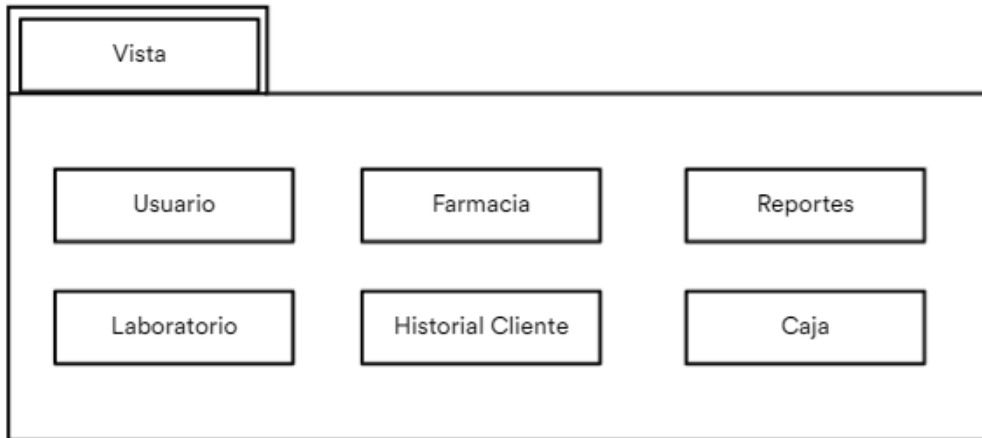 Vista
Usuario
Farmacia
Reportes
Laboratorio
Historial Cliente
Caja